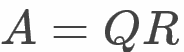 A = QR